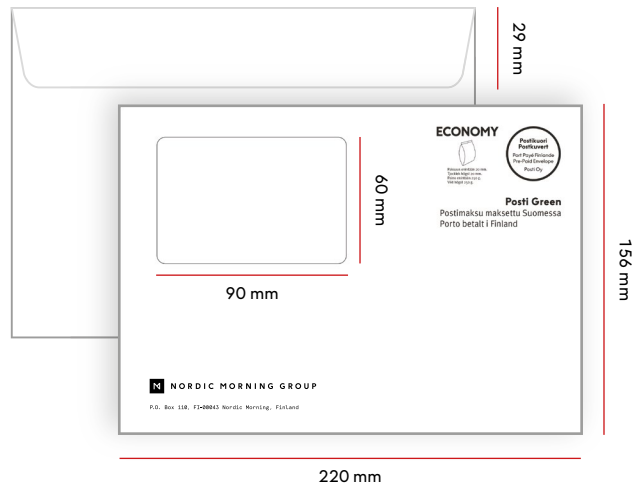 29 mm
ECONOMY
Postikuori
Postkuvert
Port Payé Finlande
Pre-Paid Envelope
Posti Oy
Posti Green
Postimaksu maksettu Suomessa
Porto betalt i Finland
60 mm
90 mm
156 mm
NORDIC MORNING GROUP
P.O. Box 110, FI-00043 Nordic Morning, Finland
220 mm